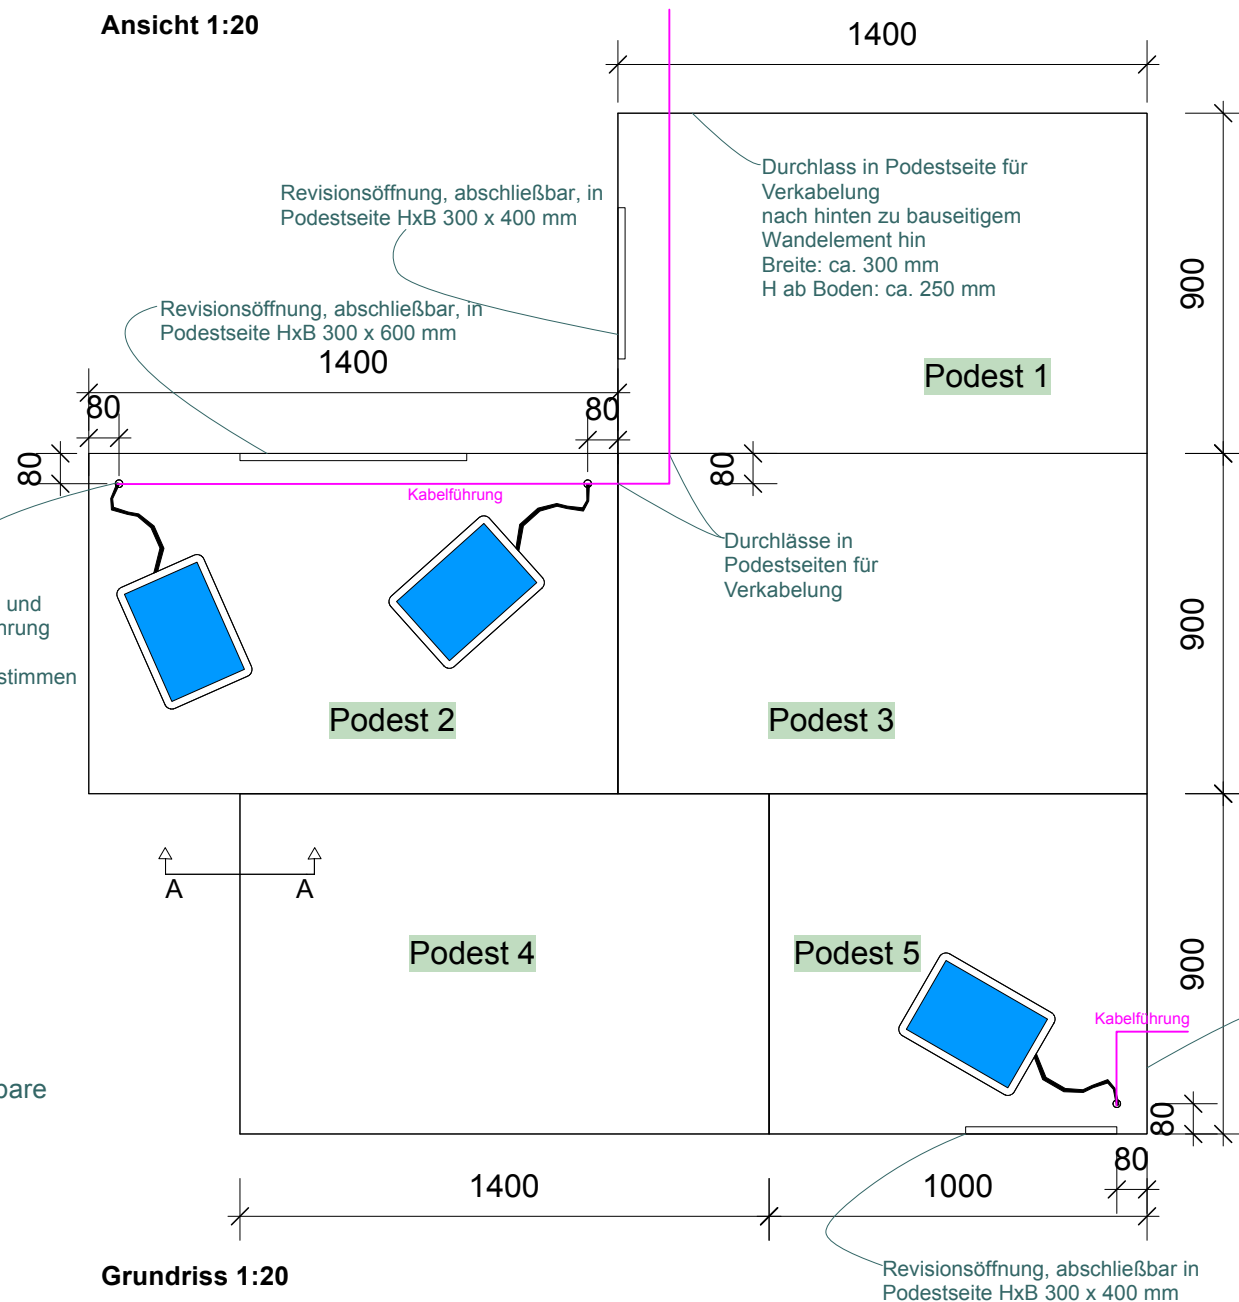 Ansicht 1:20
1400
Durchlass in Podestseite für
Verkabelung
nach hinten zu bauseitigem
Wandelement hin
Breite: ca. 300 mm
H ab Boden: ca. 250 mm
Revisionsöffnung, abschließbar, in
Podestseite HxB 300 x 400 mm
900
Revisionsöffnung, abschließbar, in
Podestseite HxB 300 x 600 mm
1400
Podest 1
80
80
80
80
Kabelführung
Durchlässe in
Podestseiten für
Verkabelung
und
hrung
stimmen
900
Podest 2
Podest 3
A
A
Podest 4
Podest 5
900
Kabelführung
bare
80
80
1400
1000
Grundriss 1:20
Revisionsöffnung, abschließbar in
Podestseite HxB 300 x 400 mm